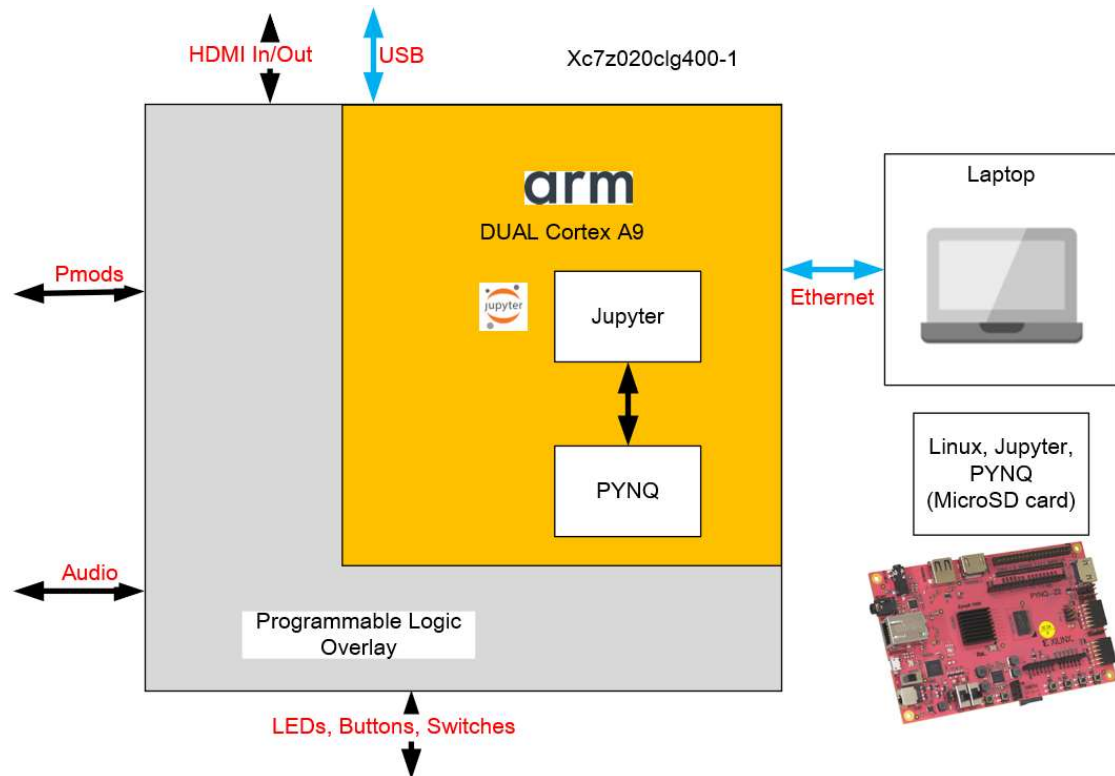 HDMI In/Out
USB
Xc7z020clg400-1
arm
DUAL Cortex A9
Laptop
Pmods
jupyter
Jupyter
Ethernet
PYNQ
Linux, Jupyter,
PYNQ
(MicroSD card)
Audio
Programmable Logic
Overlay
LEDs, Buttons, Switches
XILINX